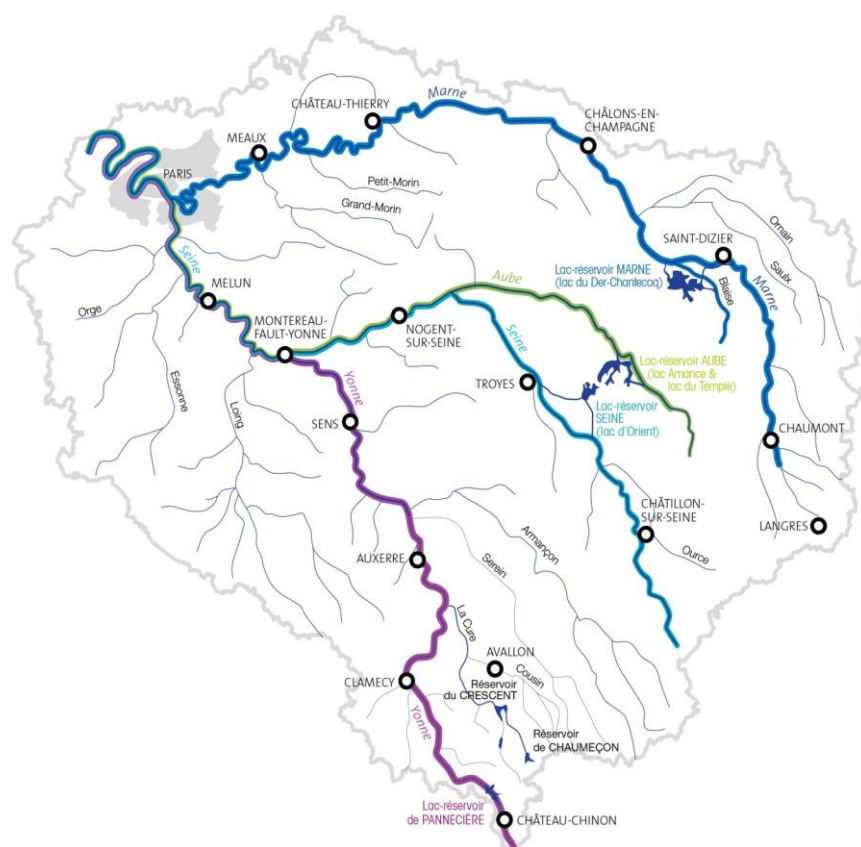 Marne
CHÂTEAU-THIERRY
CHÂLONS-EN-
CHAMPAGNE
MEAUX
PARIS
Petit-Morin
Grand-Morin
Ornain
Saulx
SAINT-DIZIER
Seine
Aube
Lac-réservoir MARNE
(lac du Der-Chantecoq)
Blaise
Marne
MELUN
Orge
MONTEREAU-
FAULT-YONNE
NOGENT-
SUR-SEINE
Seine
Lac-réservoir AUBE
(lac Amance &
lac du Temple)
Essonne
Loing
Yonne
TROYES
Lac-réservoir
SEINE
(lac d'Orient)
SENS
CHAUMONT
CHÂTILLON-
SUR-SEINE
LANGRES
Ource
Armançon
Serein
AUXERRE
La Cure
AVALLON
Cousin
CLAMECY
Réservoir
du CRESCENT
Yonne
Réservoir
de CHAUMEÇON
Lac-réservoir
de PANNECIÈRE
CHÂTEAU-CHINON